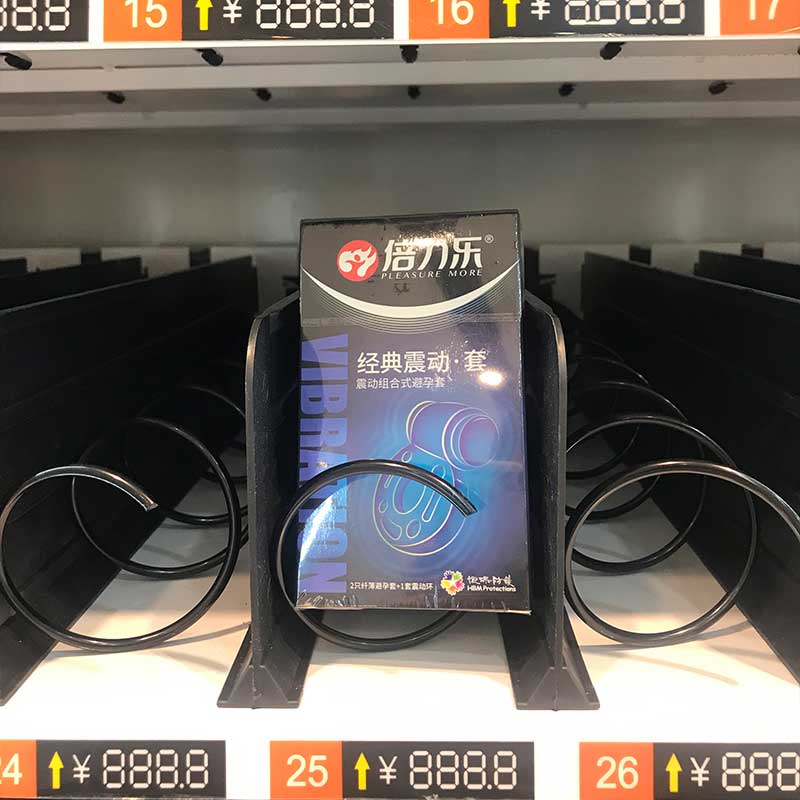 15 ↑ ¥ 888.8
16 ↑ ¥ 888.8
17
倍力乐®
PLEASURE MORE
VIBRATION
经典震动·套
震动组合式避孕套
2只纤薄避孕套+1套震动环
HBM Protections
24 ↑ ¥ 888.8
25 ↑ ¥ 888.8
26 ↑ ¥ 888.8